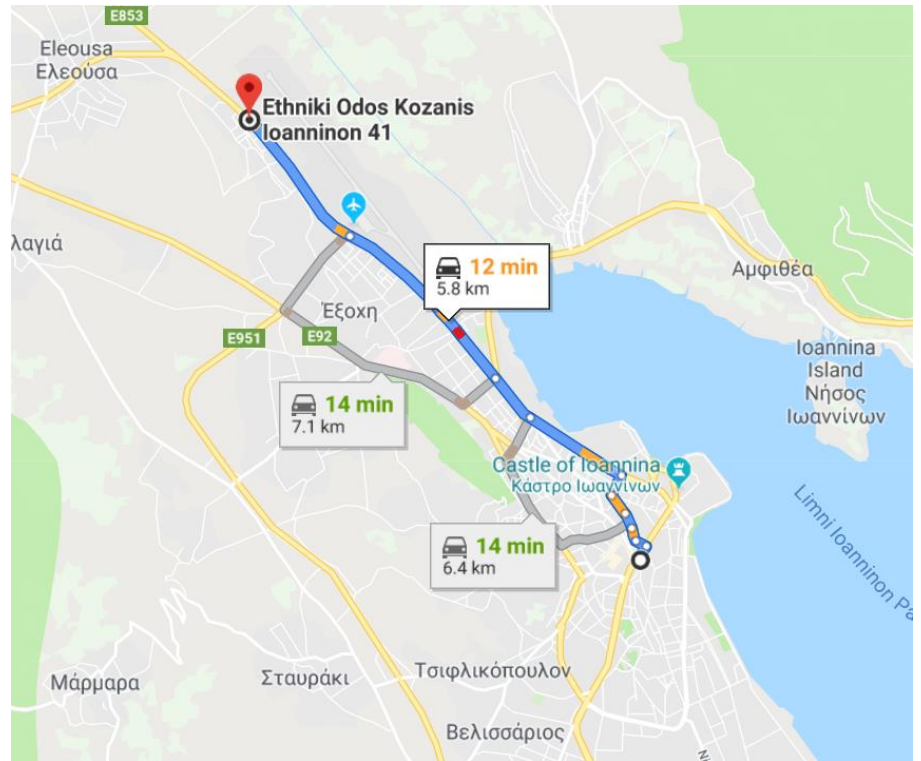 E853
Eleousa
Ελεούσα
Ethniki Odos Kozanis
Ioanninon 41
λαγιά
12 min
5.8 km
Αμφιθέα
Έξοχη
E951
E92
Ioannina
Island
Νήσος
Ιωαννίνων
14 min
7.1 km
Castle of Ioannina
Κάστρο Ιωαννίνων
Limni Ioanninon Pa
14 min
6.4 km
Μάρμαρα
Σταυράκι
Τσιφλικόπουλον
Βελισσάριος